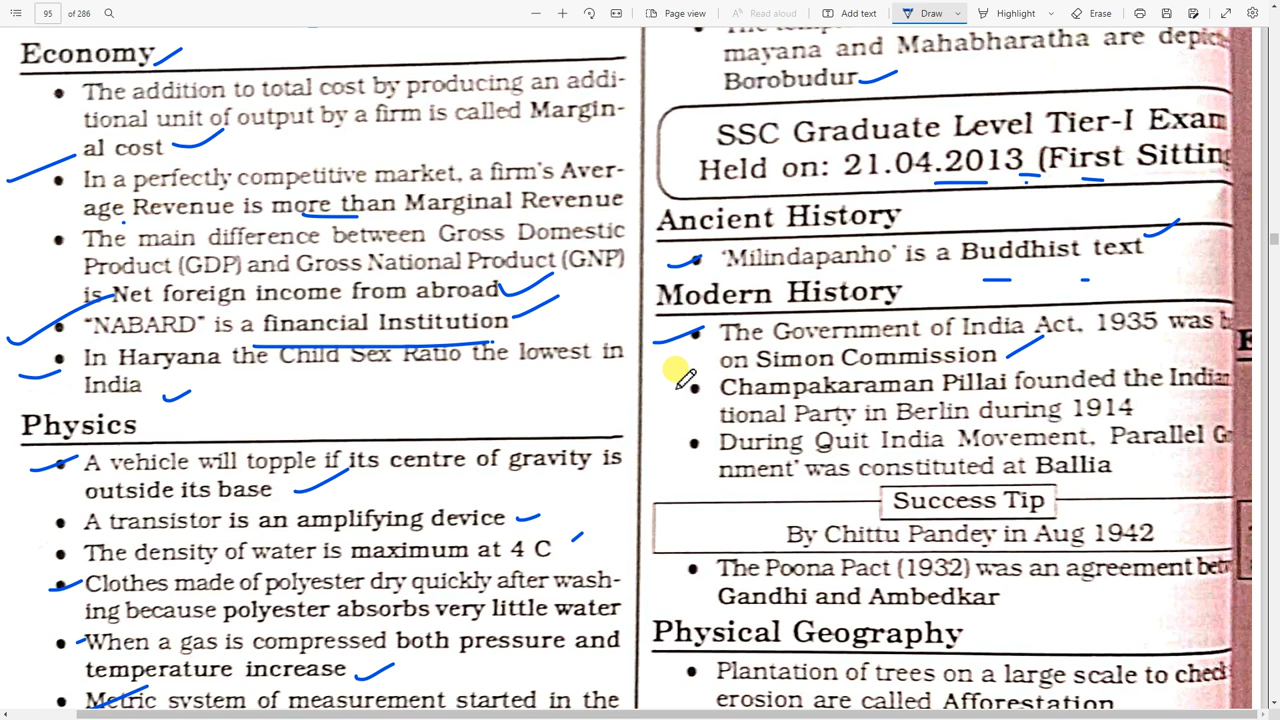 95 of 286 Page view Read aloud Add text Draw Highlight Erase
Economy
• The addition to total cost by producing an addi-
tional unit of output by a firm is called Margin-
al cost
• In a perfectly competitive market, a firm's Aver-
age Revenue is more than Marginal Revenue
• The main difference between Gross Domestic
Product (GDP) and Gross National Product (GNP)
is Net foreign income from abroad
• "NABARD" is a financial Institution
• In Haryana the Child Sex Ratio the lowest in
India
Physics
• A vehicle will topple if its centre of gravity is
outside its base
• A transistor is an amplifying device
• The density of water is maximum at 4 C
• Clothes made of polyester dry quickly after wash-
ing because polyester absorbs very little water
• When a gas is compressed both pressure and
temperature increase
• Metric system of measurement started in the
mayana and Mahabharatha are
Borobudur
SSC Graduate Level Tier-I Exam
Held on: 21.04.2013 (First Sitting
Ancient History
• 'Milindapanho' is a Buddhist text
Modern History
• The Government of India Act, 1935 was
on Simon Commission
• Champakaraman Pillai founded the
tional Party in Berlin during 1914
• During Quit India Movement, Parallel
nment' was constituted at Ballia
Success Tip
By Chittu Pandey in Aug 1942
• The Poona Pact (1932) was an agreement
Gandhi and Ambedkar
Physical Geography
• Plantation of trees on a large scale to check
erosion are called Afforestation